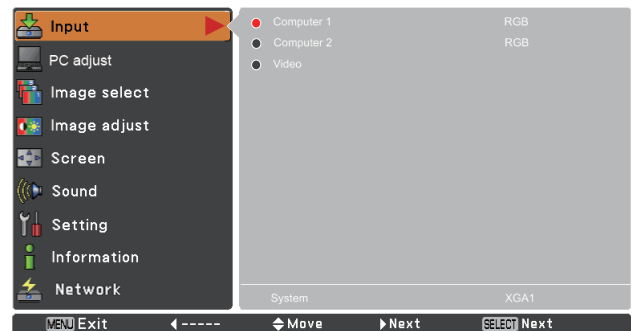 Input
PC adjust
Image select
Image adjust
Screen
Sound
Setting
Information
Network
Computer 1 RGB
Computer 2 RGB
Video
System XGA1
MENU Exit ----- Move Next SELECT Next